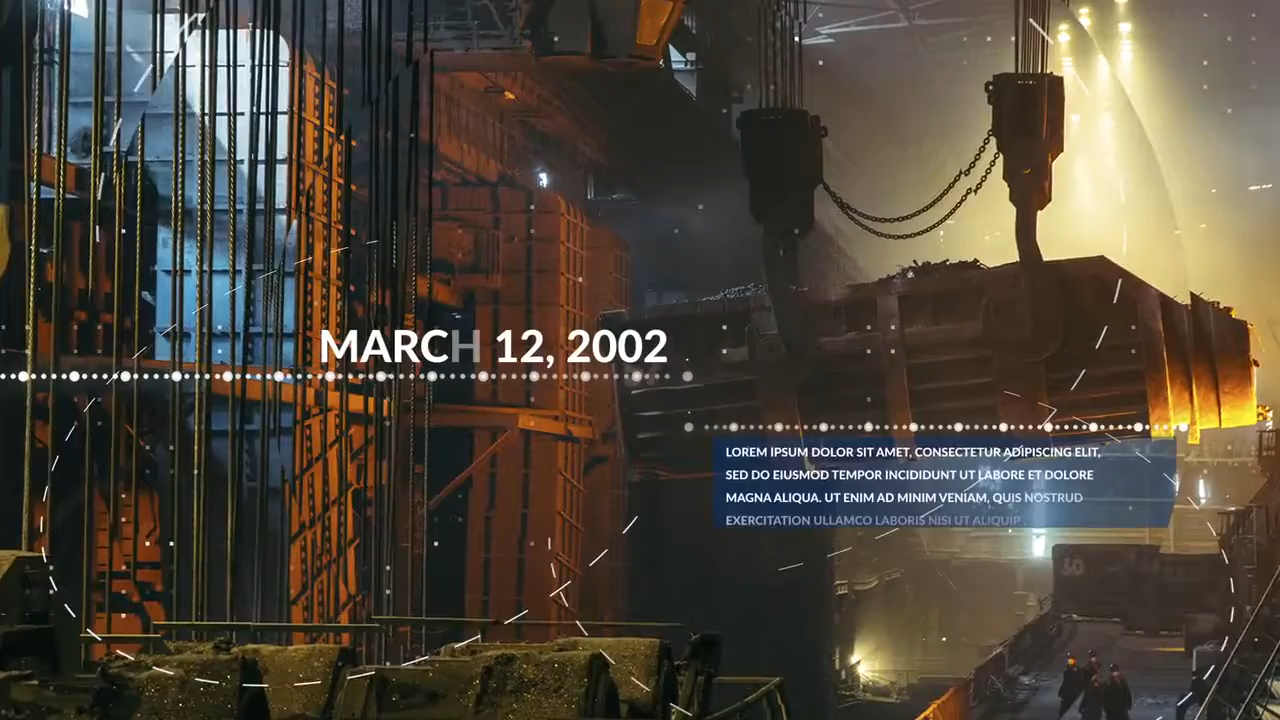 MARCH 12, 2002
LOREM IPSUM DOLOR SIT AMET, CONSECTETUR ADIPISCING ELIT,
SED DO EIUSMOD TEMPOR INCIDIDUNT UT LABORE ET DOLORE
MAGNA ALIQUA. UT ENIM AD MINIM VENIAM, QUIS NOSTRUD
EXERCITATION ULLAMCO LABORIS NISI UT ALIQUIP
30